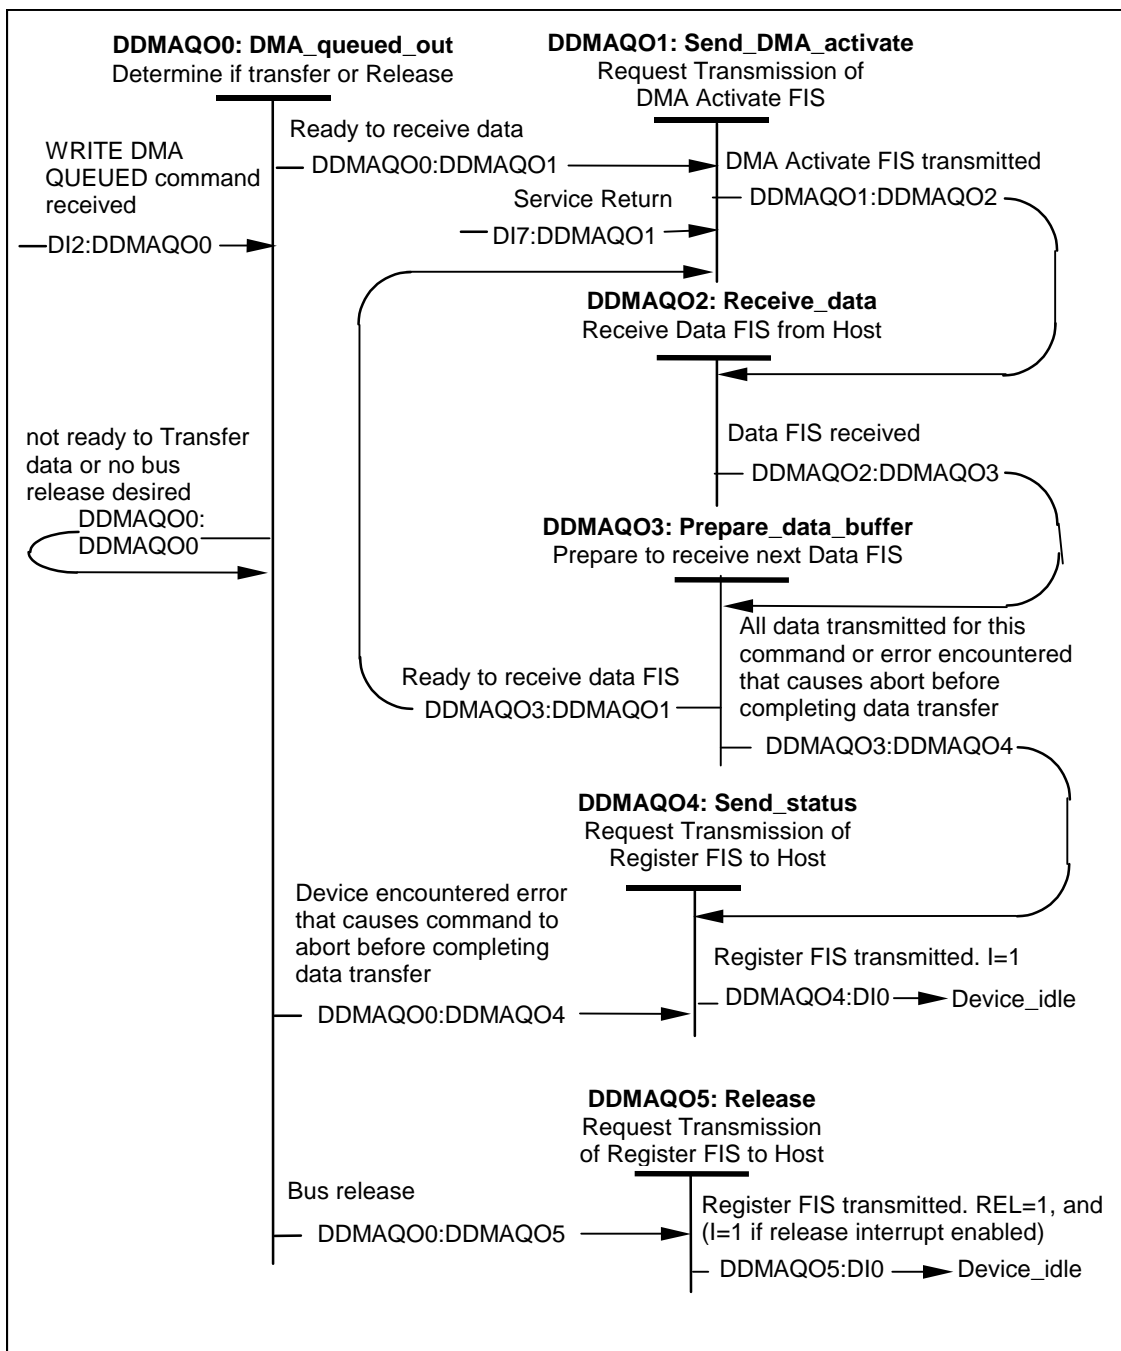 DDMAQO0: DMA_queued_out
Determine if transfer or Release
DDMAQO1: Send_DMA_activate
Request Transmission of
DMA Activate FIS
WRITE DMA
QUEUED command
received
DI2:DDMAQO0
Ready to receive data
DDMAQO0:DDMAQO1
Service Return
DI7:DDMAQO1
DMA Activate FIS transmitted
DDMAQO1:DDMAQO2
DDMAQO2: Receive_data
Receive Data FIS from Host
not ready to Transfer
data or no bus
release desired
DDMAQO0:
DDMAQO0
Data FIS received
DDMAQO2:DDMAQO3
DDMAQO3: Prepare_data_buffer
Prepare to receive next Data FIS
Ready to receive data FIS
DDMAQO3:DDMAQO1
All data transmitted for this
command or error encountered
that causes abort before
completing data transfer
DDMAQO3:DDMAQO4
DDMAQO4: Send_status
Request Transmission of
Register FIS to Host
Device encountered error
that causes command to
abort before completing
data transfer
DDMAQO0:DDMAQO4
Register FIS transmitted. I=1
DDMAQO4:DI0
Device_idle
DDMAQO5: Release
Request Transmission
of Register FIS to Host
Bus release
DDMAQO0:DDMAQO5
Register FIS transmitted. REL=1, and
(I=1 if release interrupt enabled)
DDMAQO5:DI0
Device_idle